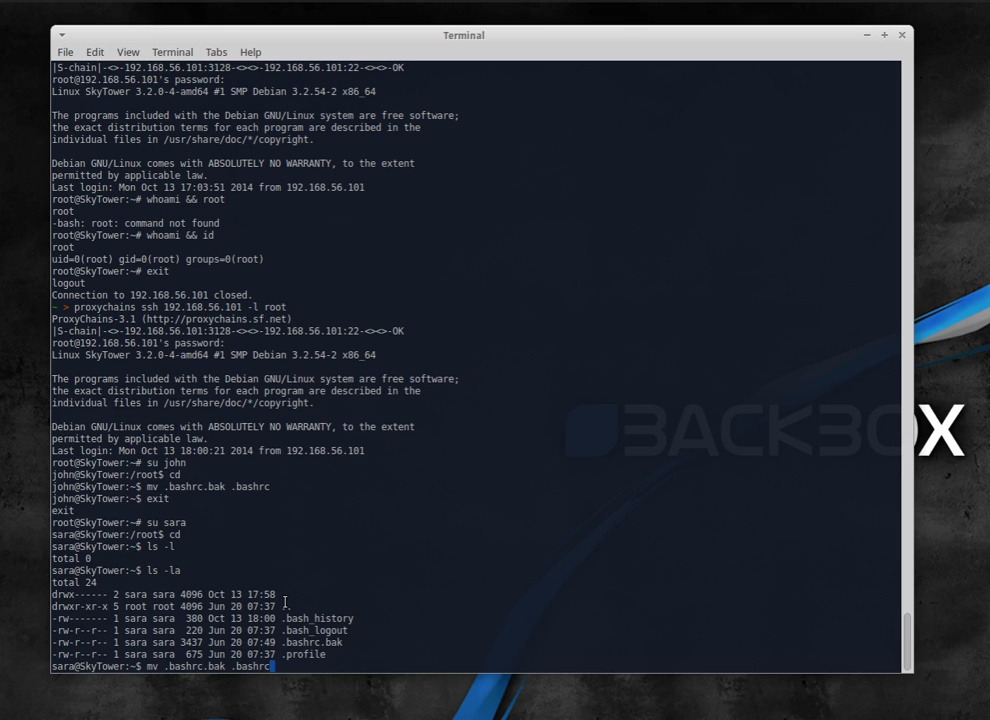 Terminal
File Edit View Terminal Tabs Help
|S-chain|-<>-192.168.56.101:3128-<><>-192.168.56.101:22-<><>-OK
root@192.168.56.101's password:
Linux SkyTower 3.2.0-4-amd64 #1 SMP Debian 3.2.54-2 x86_64
The programs included with the Debian GNU/Linux system are free software;
the exact distribution terms for each program are described in the
individual files in /usr/share/doc/*/copyright.
Debian GNU/Linux comes with ABSOLUTELY NO WARRANTY, to the extent
permitted by applicable law.
Last login: Mon Oct 13 17:03:51 2014 from 192.168.56.101
root@SkyTower:~# whoami && root
root
-bash: root: command not found
root@SkyTower:~# whoami && id
root
uid=0(root) gid=0(root) groups=0(root)
root@SkyTower:~# exit
logout
Connection to 192.168.56.101 closed.
~ > proxychains ssh 192.168.56.101 -l root
ProxyChains-3.1 (http://proxychains.sf.net)
|S-chain|-<>-192.168.56.101:3128-<><>-192.168.56.101:22-<><>-OK
root@192.168.56.101's password:
Linux SkyTower 3.2.0-4-amd64 #1 SMP Debian 3.2.54-2 x86_64
The programs included with the Debian GNU/Linux system are free software;
the exact distribution terms for each program are described in the
individual files in /usr/share/doc/*/copyright.
Debian GNU/Linux comes with ABSOLUTELY NO WARRANTY, to the extent
permitted by applicable law.
Last login: Mon Oct 13 18:00:21 2014 from 192.168.56.101
root@SkyTower:~# su john
john@SkyTower:/root$ cd
john@SkyTower:~$ mv .bashrc.bak .bashrc
john@SkyTower:~$ exit
exit
root@SkyTower:~# su sara
sara@SkyTower:/root$ cd
sara@SkyTower:~$ ls -l
total 0
sara@SkyTower:~$ ls -la
total 24
drwx------ 2 sara sara 4096 Oct 13 17:58
drwxr-xr-x 5 root root 4096 Jun 20 07:37 ..
-rw------- 1 sara sara  380 Oct 13 18:00 .bash_history
-rw-r--r-- 1 sara sara  220 Jun 20 07:37 .bash_logout
-rw-r--r-- 1 sara sara 3437 Jun 20 07:49 .bashrc.bak
-rw-r--r-- 1 sara sara  675 Jun 20 07:37 .profile
sara@SkyTower:~$ mv .bashrc.bak .bashrc
BACKBOX